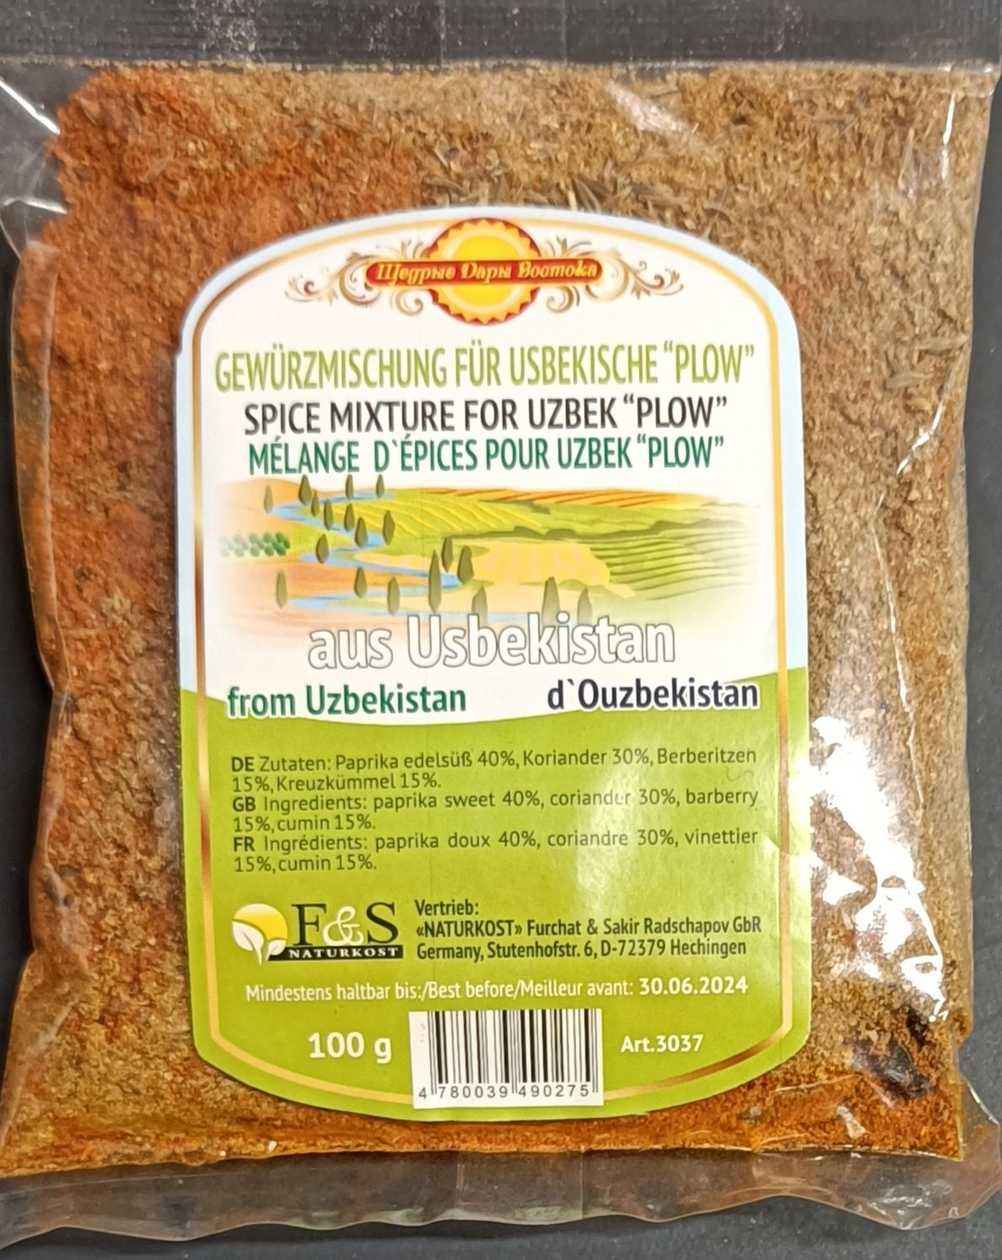 Щедрые Дары Востока
GEWÜRZMISCHUNG FÜR USBEKISCHE “PLOW”
SPICE MIXTURE FOR UZBEK “PLOW”
MÉLANGE D`ÉPICES POUR UZBEK “PLOW”
aus Usbekistan
from Uzbekistan
d`Ouzbekistan
DE Zutaten: Paprika edelsüß 40%, Koriander 30%, Berberitzen
15%, Kreuzkümmel 15%.
GB Ingredients: paprika sweet 40%, coriander 30%, barberry
15%, cumin 15%.
FR Ingrédients: paprika doux 40%, coriandre 30%, vinettier
15%, cumin 15%.
F&S
NATURKOST
Vertrieb:
«NATURKOST» Furchat & Sakir Radschapov GbR
Germany, Stutenhofstr. 6, D-72379 Hechingen
Mindestens haltbar bis:/Best before/Meilleur avant: 30.06.2024
100 g
Art.3037
4 780039 490275